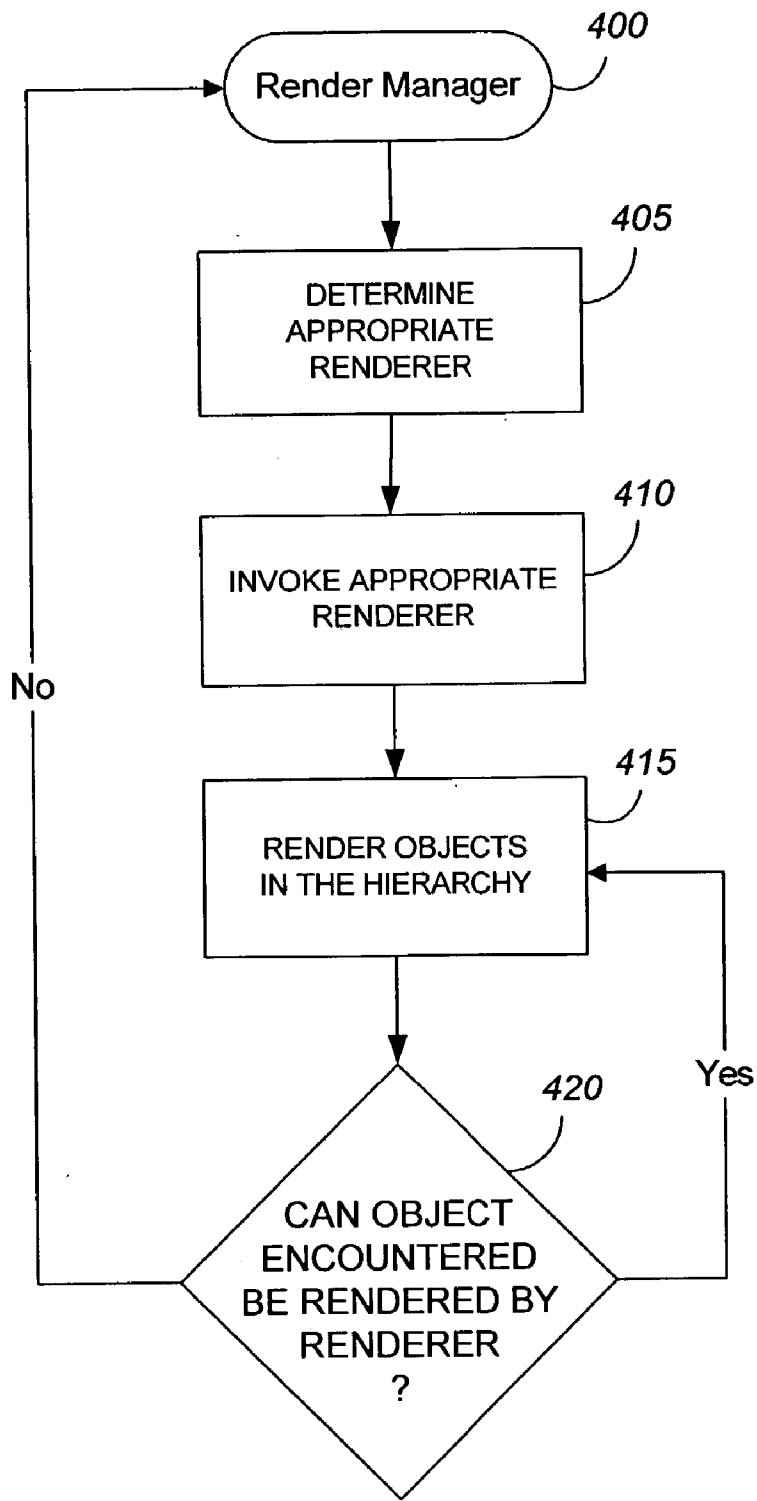 400
Render Manager
405
DETERMINE
APPROPRIATE
RENDERER
410
INVOKE APPROPRIATE
RENDERER
No
415
RENDER OBJECTS
IN THE HIERARCHY
Yes
420
CAN OBJECT
ENCOUNTERED
BE RENDERED BY
RENDERER
?